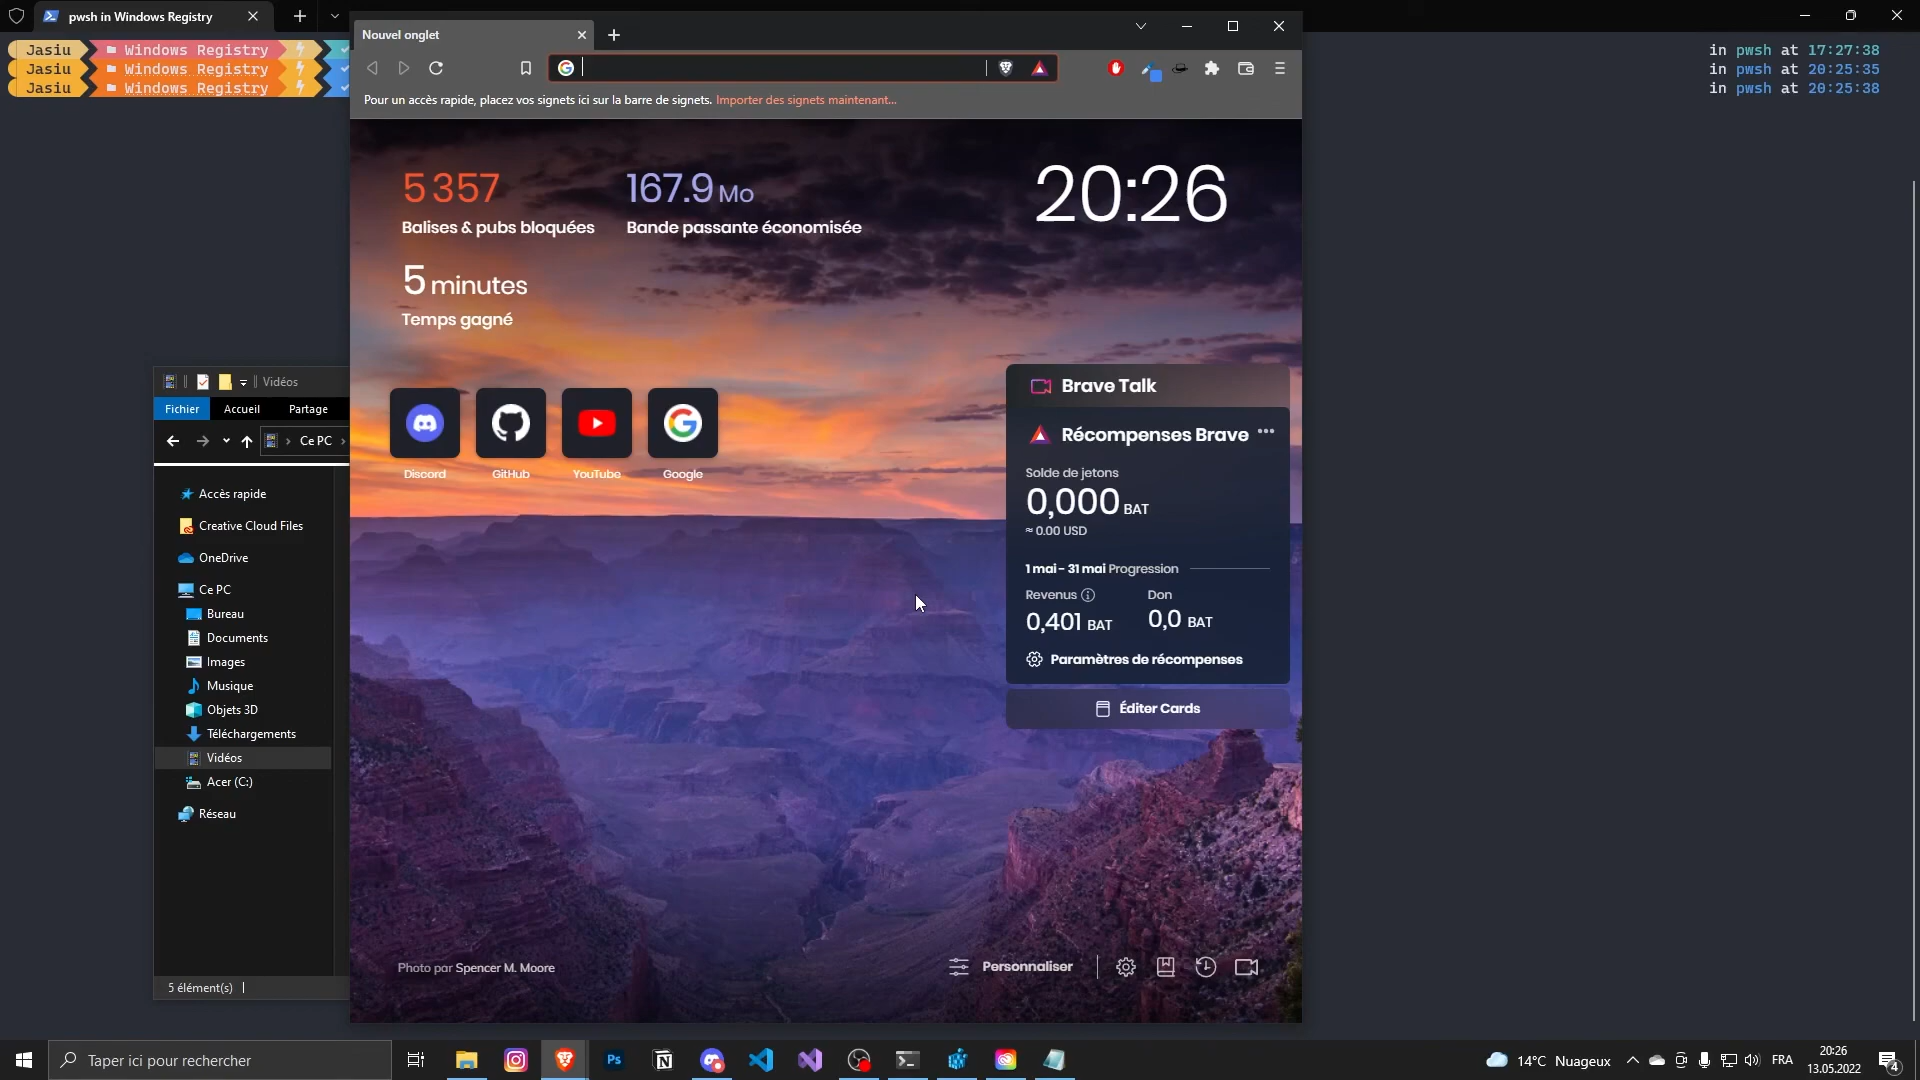 pwsh in Windows Registry
Jasiu Windows Registry in pwsh at 17:27:38
Jasiu Windows Registry in pwsh at 20:25:35
Jasiu Windows Registry in pwsh at 20:25:38
Nouvel onglet
Pour un accès rapide, placez vos signets ici sur la barre de signets. Importer des signets maintenant...
5 357
Balises & pubs bloquées
167.9 Mo
Bande passante économisée
20:26
5 minutes
Temps gagné
Discord
GitHub
YouTube
Google
Brave Talk
Récompenses Brave
Solde de jetons
0,000 BAT
≈ 0.00 USD
1 mai - 31 mai Progression
Revenus
0,401 BAT
Don
0,0 BAT
Paramètres de récompenses
Éditer Cards
Photo par Spencer M. Moore
Personnaliser
Vidéos
Fichier Accueil Partage
Ce PC
Accès rapide
Creative Cloud Files
OneDrive
Ce PC
Bureau
Documents
Images
Musique
Objets 3D
Téléchargements
Vidéos
Acer (C:)
Réseau
5 élément(s)
Taper ici pour rechercher
Ps
14°C Nuageux
FRA
20:26
13.05.2022
4